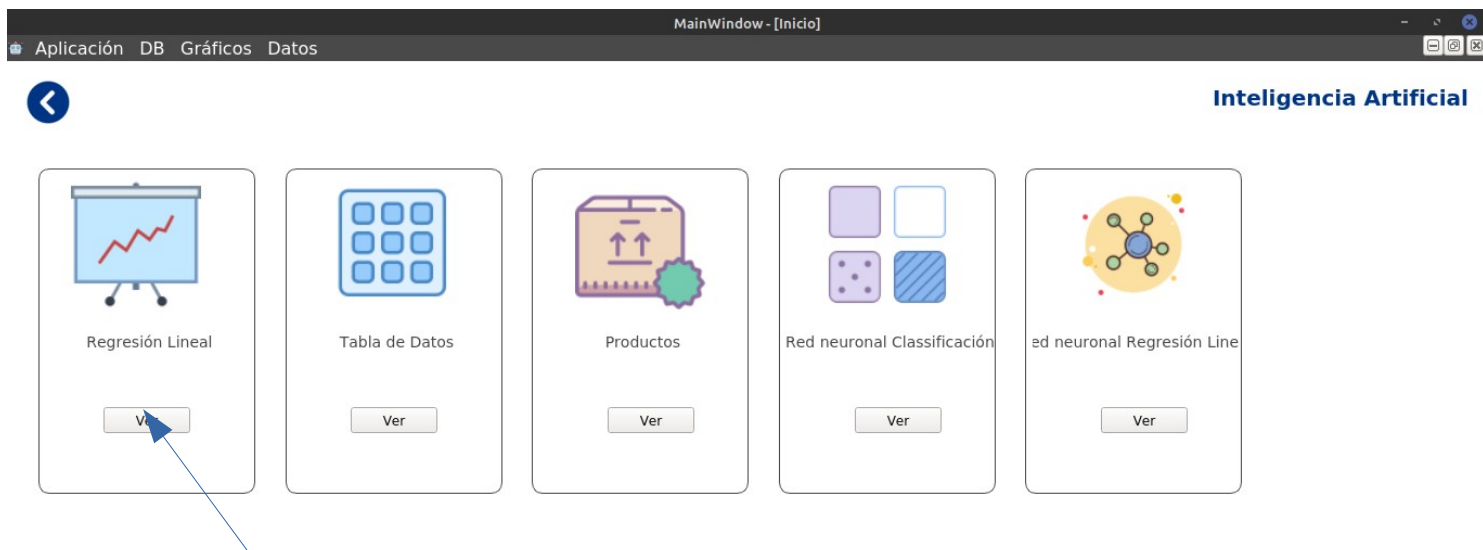 MainWindow - [Inicio]
Aplicación DB Gráficos Datos
Inteligencia Artificial
Regresión Lineal
Tabla de Datos
Productos
Red neuronal Classificación
ed neuronal Regresión Line
Ver
Ver
Ver
Ver
Ver